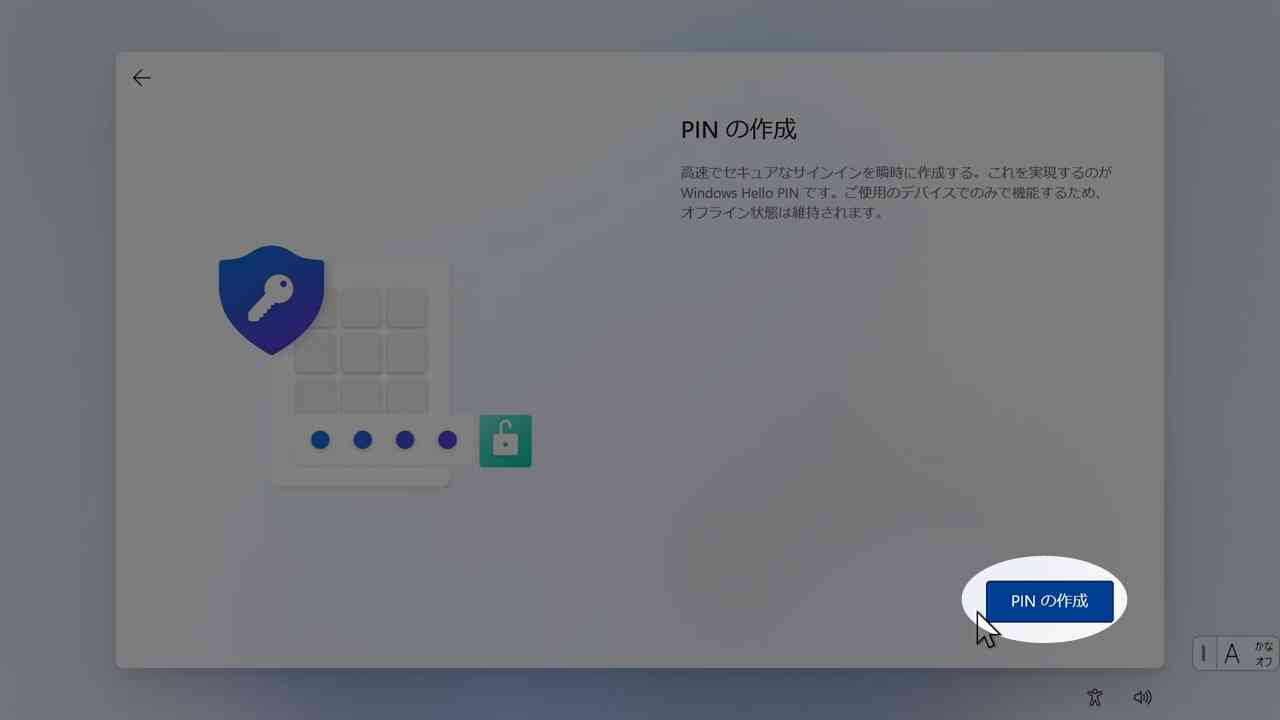 PIN の作成
高速でセキュアなサインインを瞬時に作成する。これを実現するのが
Windows Hello PIN です。ご使用のデバイスでのみで機能するため、
オフライン状態は維持されます。
PIN の作成
A
かな
オフ